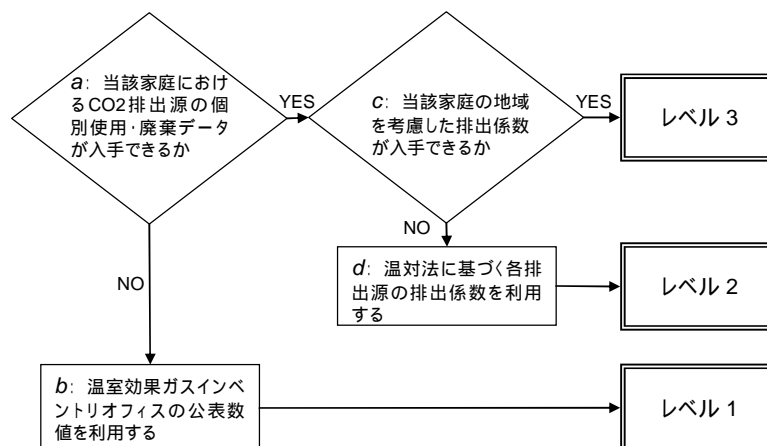 a: 当該家庭におけ
るCO2排出源の個
別使用・廃棄データ
が入手できるか
YES
c: 当該家庭の地域
を考慮した排出係数
が入手できるか
YES
レベル 3
NO
NO
d: 温対法に基づく各排
出源の排出係数を利用
する
レベル 2
b: 温室効果ガスインベ
ントリオフィスの公表数
値を利用する
レベル 1